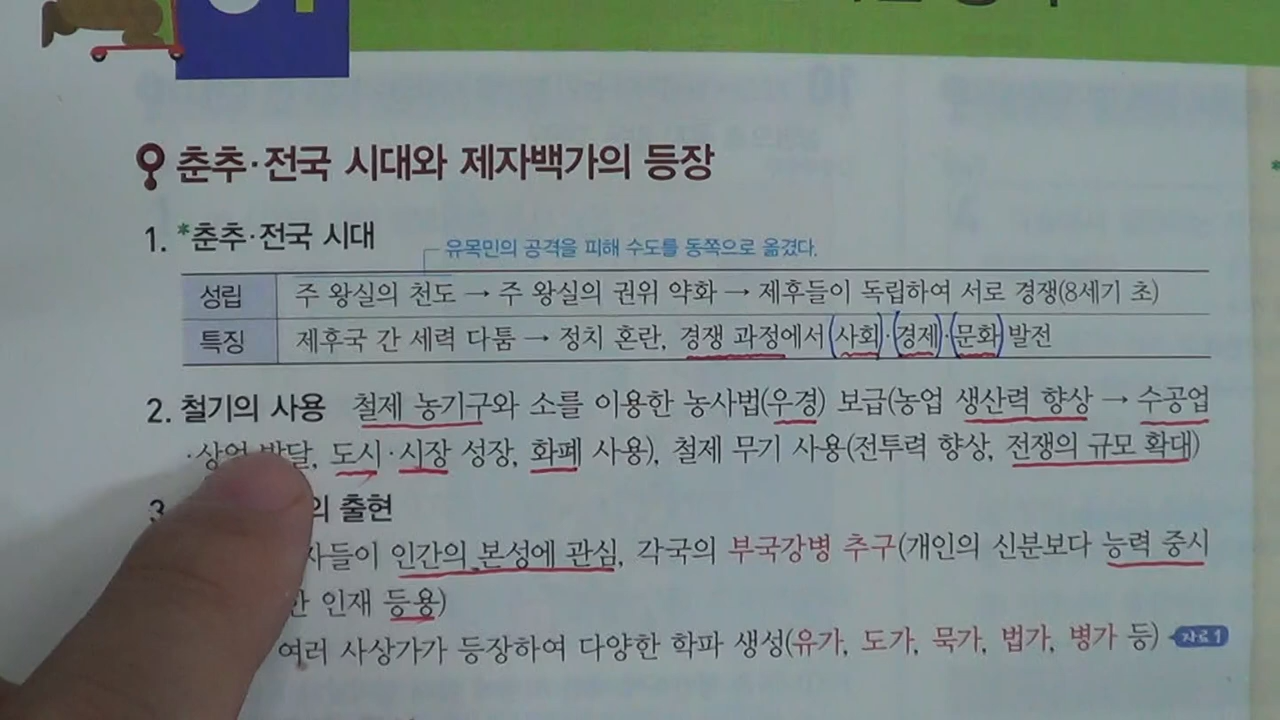 춘추·전국 시대와 제자백가의 등장
1. *춘추·전국 시대
유목민의 공격을 피해 수도를 동쪽으로 옮겼다.
성립 주 왕실의 천도 → 주 왕실의 권위 약화 → 제후들이 독립하여 서로 경쟁(8세기 초)
특징 제후국 간 세력 다툼 → 정치 혼란, 경쟁 과정에서 (사회)·(경제)·(문화) 발전
2. 철기의 사용 철제 농기구와 소를 이용한 농사법(우경) 보급(농업 생산력 향상 → 수공업
·상업 발달, 도시·시장 성장, 화폐 사용), 철제 무기 사용(전투력 향상, 전쟁의 규모 확대)
3. 의 출현
자들이 인간의 본성에 관심, 각국의 부국강병 추구(개인의 신분보다 능력 중시
한 인재 등용)
여러 사상가가 등장하여 다양한 학파 생성(유가, 도가, 묵가, 법가, 병가 등) 자료1